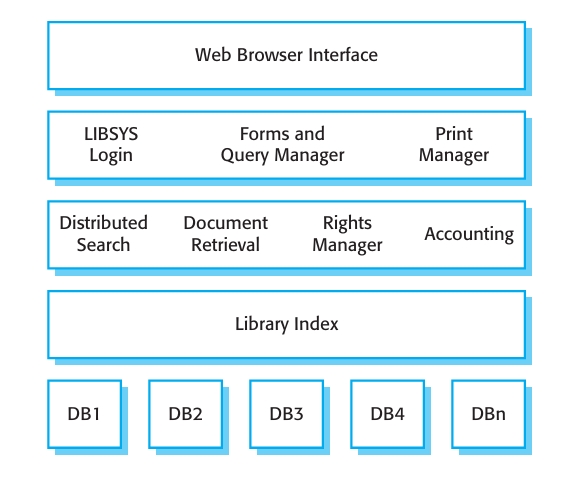 Web Browser Interface
LIBSYS
Login
Forms and
Query Manager
Print
Manager
Distributed
Search
Document
Retrieval
Rights
Manager
Accounting
Library Index
DB1
DB2
DB3
DB4
DBn